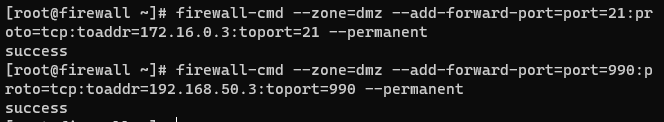 [root@firewall ~]# firewall-cmd --zone=dmz --add-forward-port=port=21:pr
oto=tcp:toaddr=172.16.0.3:toport=21 --permanent
success
[root@firewall ~]# firewall-cmd --zone=dmz --add-forward-port=port=990:p
roto=tcp:toaddr=192.168.50.3:toport=990 --permanent
success